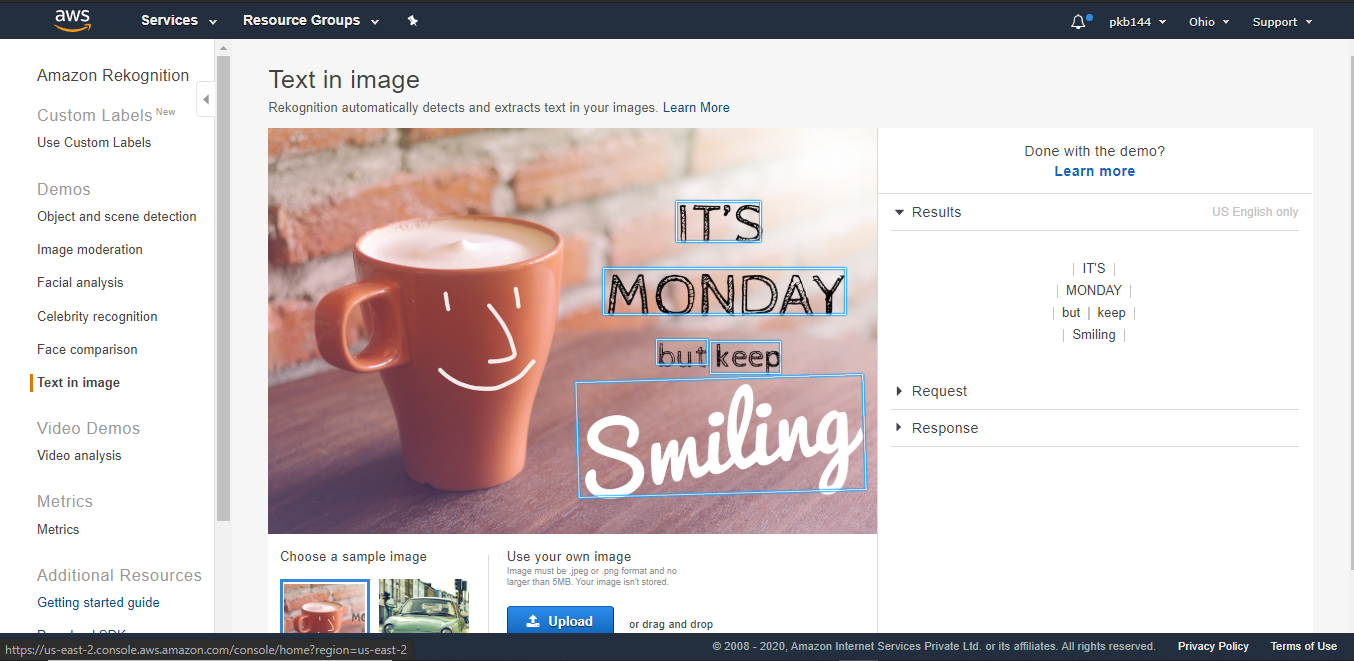 aws
Services
Resource Groups
pkb144
Ohio
Support
Amazon Rekognition
Custom Labels New
Use Custom Labels
Demos
Object and scene detection
Image moderation
Facial analysis
Celebrity recognition
Face comparison
Text in image
Video Demos
Video analysis
Metrics
Metrics
Additional Resources
Getting started guide
Text in image
Rekognition automatically detects and extracts text in your images. Learn More
IT'S
MONDAY
but keep
Smiling
Choose a sample image
Use your own image
Image must be .jpeg or .png format and no
larger than 5MB. Your image isn't stored.
Upload
or drag and drop
Done with the demo?
Learn more
Results
US English only
| IT'S |
| MONDAY |
| but | keep |
| Smiling |
Request
Response
https://us-east-2.console.aws.amazon.com/console/home?region=us-east-2
© 2008 - 2020, Amazon Internet Services Private Ltd. or its affiliates. All rights reserved.
Privacy Policy
Terms of Use